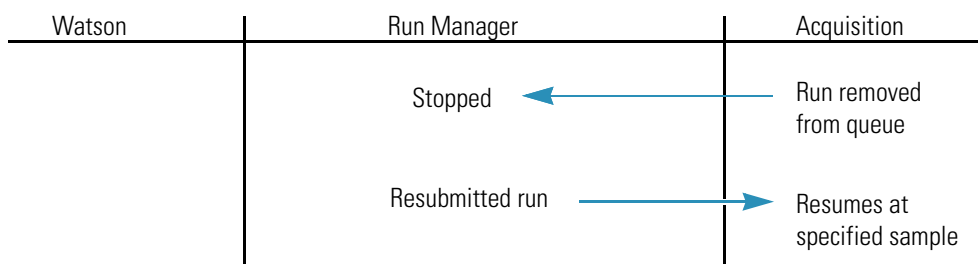 Watson Run Manager Acquisition
Stopped Run removed
from queue
Resubmitted run Resumes at
specified sample